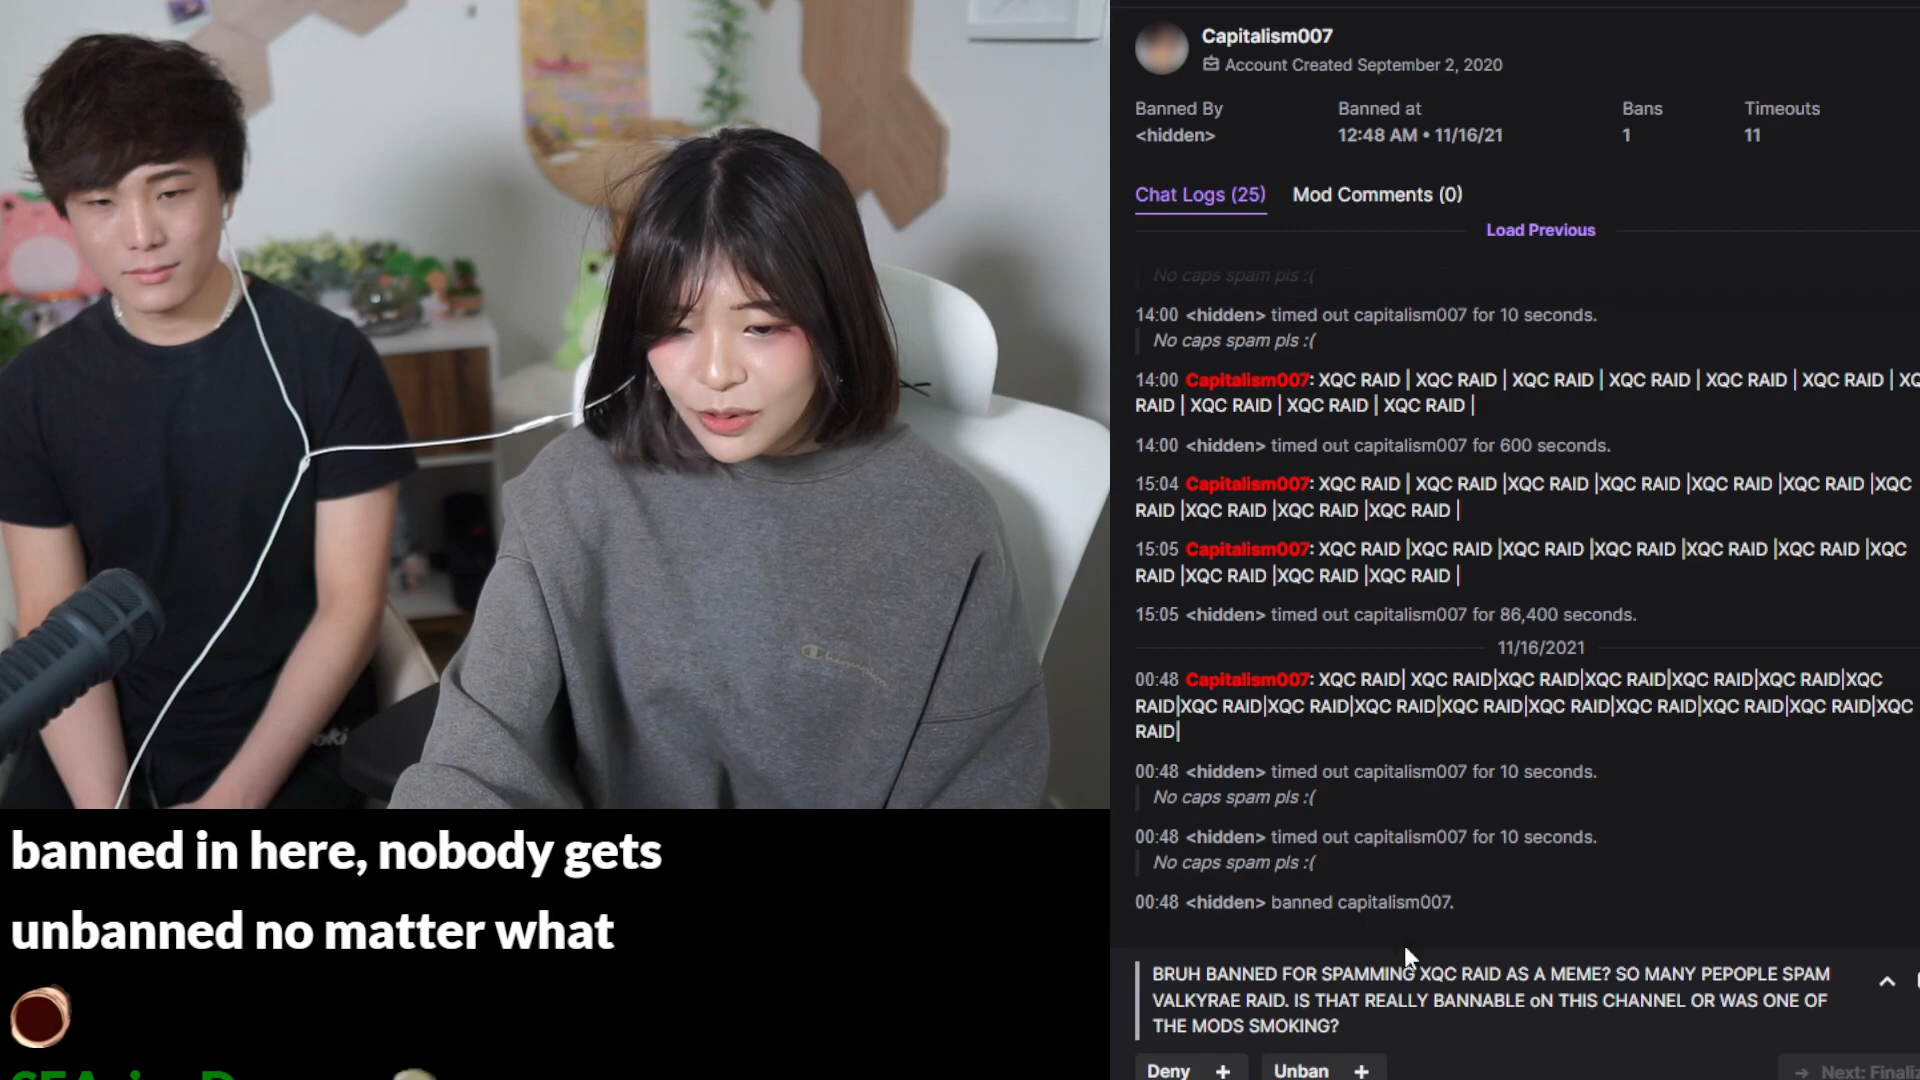 Capitalism007
Account Created September 2, 2020
Banned By
Banned at
Bans
Timeouts
<hidden>
12:48 AM • 11/16/21
1
11
Chat Logs (25)
Mod Comments (0)
Load Previous
No caps spam pls :(
14:00 <hidden> timed out capitalism007 for 10 seconds.
No caps spam pls :(
14:00 Capitalism007: XQC RAID | XQC RAID | XQC RAID | XQC RAID | XQC RAID | XQC RAID | XQ
RAID | XQC RAID | XQC RAID | XQC RAID |
14:00 <hidden> timed out capitalism007 for 600 seconds.
15:04 Capitalism007: XQC RAID | XQC RAID |XQC RAID |XQC RAID |XQC RAID |XQC RAID |XQC
RAID |XQC RAID |XQC RAID |XQC RAID |
15:05 Capitalism007: XQC RAID |XQC RAID |XQC RAID |XQC RAID |XQC RAID |XQC RAID |XQC
RAID |XQC RAID |XQC RAID |XQC RAID |
15:05 <hidden> timed out capitalism007 for 86,400 seconds.
11/16/2021
00:48 Capitalism007: XQC RAID| XQC RAID|XQC RAID|XQC RAID|XQC RAID|XQC RAID|XQC
RAID|XQC RAID|XQC RAID|XQC RAID|XQC RAID|XQC RAID|XQC RAID|XQC RAID|XQC RAID|XQC
RAID|
00:48 <hidden> timed out capitalism007 for 10 seconds.
No caps spam pls :(
00:48 <hidden> timed out capitalism007 for 10 seconds.
No caps spam pls :(
00:48 <hidden> banned capitalism007.
BRUH BANNED FOR SPAMMING XQC RAID AS A MEME? SO MANY PEPOPLE SPAM
VALKYRAE RAID. IS THAT REALLY BANNABLE oN THIS CHANNEL OR WAS ONE OF
THE MODS SMOKING?
Deny +
Unban +
→ Next: Finaliz
Champion
banned in here, nobody gets
unbanned no matter what